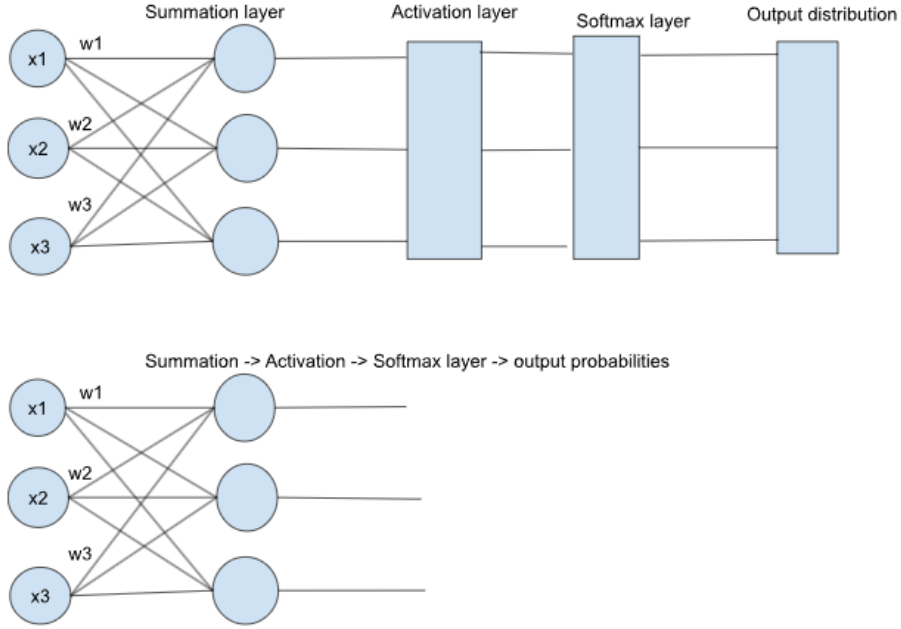 Summation layer
Activation layer
Softmax layer
Output distribution
x1
w1
w2
x2
w3
x3
Summation -> Activation -> Softmax layer -> output probabilities
x1
w1
w2
x2
w3
x3